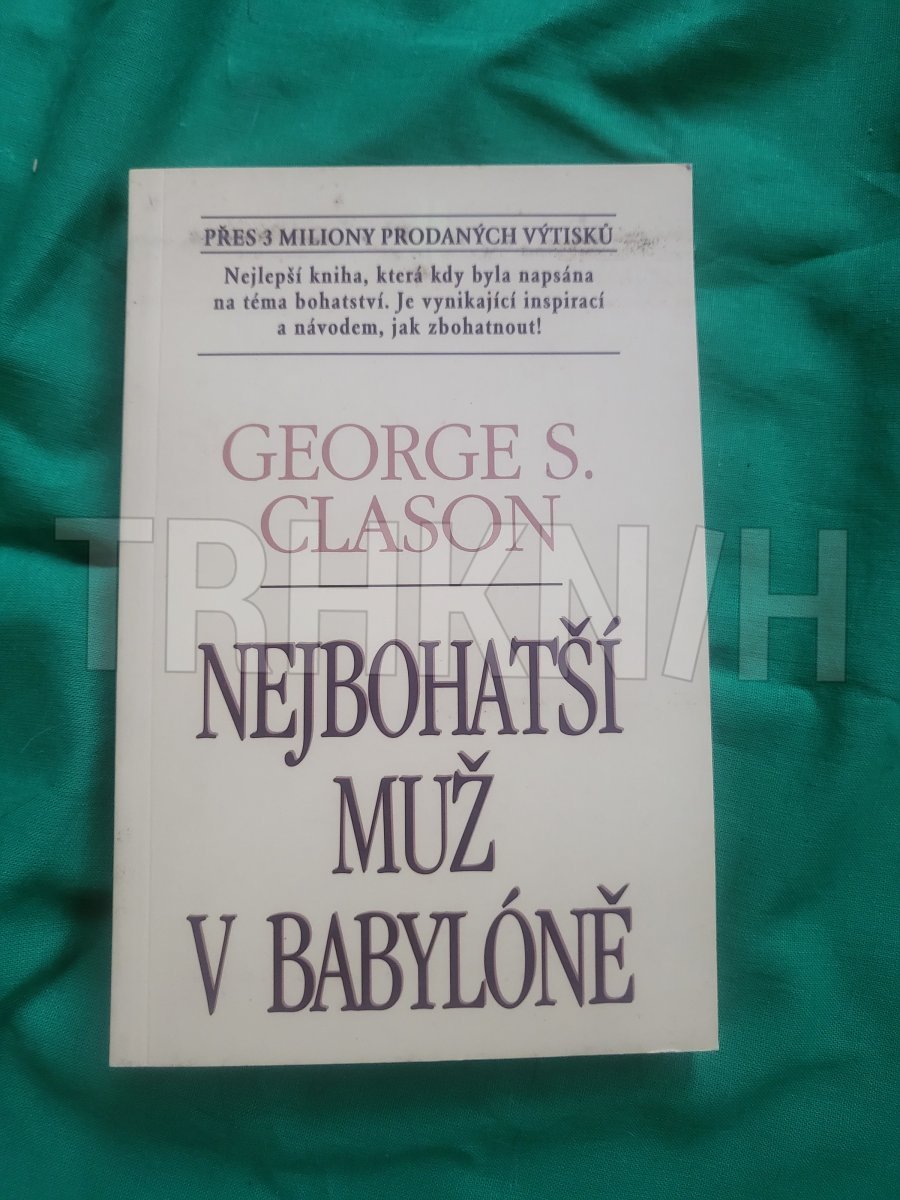 PŘES 3 MILIONY PRODANÝCH VÝTISKŮ
Nejlepší kniha, která kdy byla napsána
na téma bohatství. Je vynikající inspirací
a návodem, jak zbohatnout!
GEORGE S.
CLASON
TRHKN/H
NEJBOHATŠÍ
MUŽ
V BABYLÓNĚ